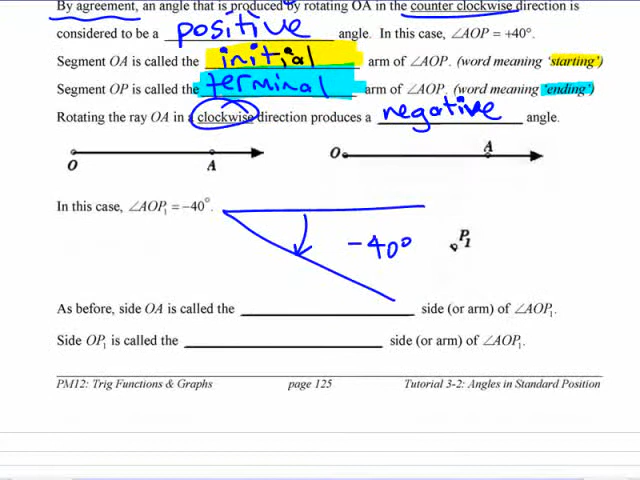 By agreement, an angle that is produced by rotating OA in the counter clockwise direction is
considered to be a positive angle. In this case, ∠AOP = +40°.
Segment OA is called the initial arm of ∠AOP. (word meaning 'starting')
Segment OP is called the terminal arm of ∠AOP. (word meaning 'ending')
Rotating the ray OA in a clockwise direction produces a negative angle.
O A O A
In this case, ∠AOP₁ = −40°.
−40° P₁
As before, side OA is called the ____________ side (or arm) of ∠AOP₁.
Side OP₁ is called the ____________ side (or arm) of ∠AOP₁.
PM12: Trig Functions & Graphs page 125 Tutorial 3-2: Angles in Standard Position